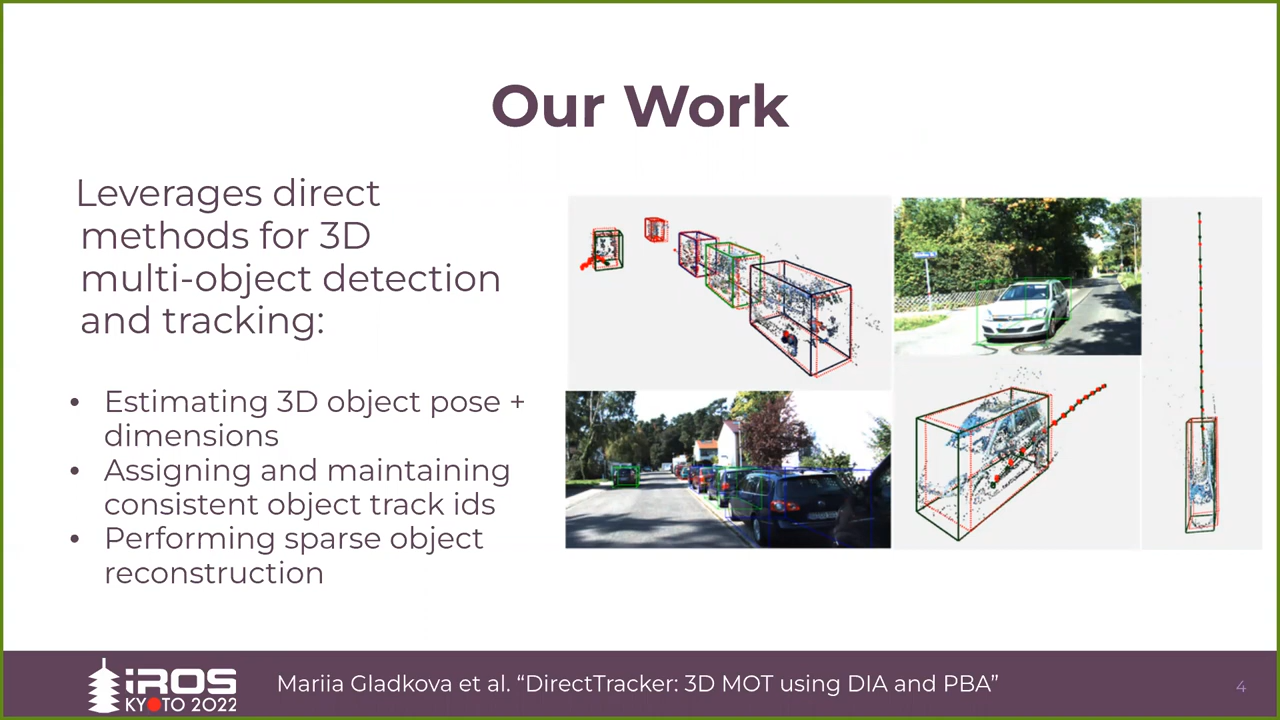 Our Work
Leverages direct
methods for 3D
multi-object detection
and tracking:
• Estimating 3D object pose +
dimensions
• Assigning and maintaining
consistent object track ids
• Performing sparse object
reconstruction
iROS
KYOTO 2022
Mariia Gladkova et al. “DirectTracker: 3D MOT using DIA and PBA”
4